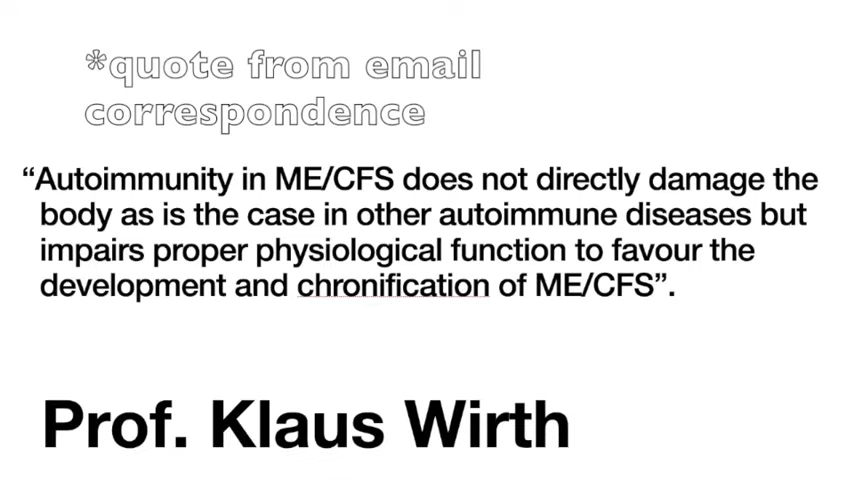 *quote from email
correspondence
“Autoimmunity in ME/CFS does not directly damage the
body as is the case in other autoimmune diseases but
impairs proper physiological function to favour the
development and chronification of ME/CFS”.
Prof. Klaus Wirth